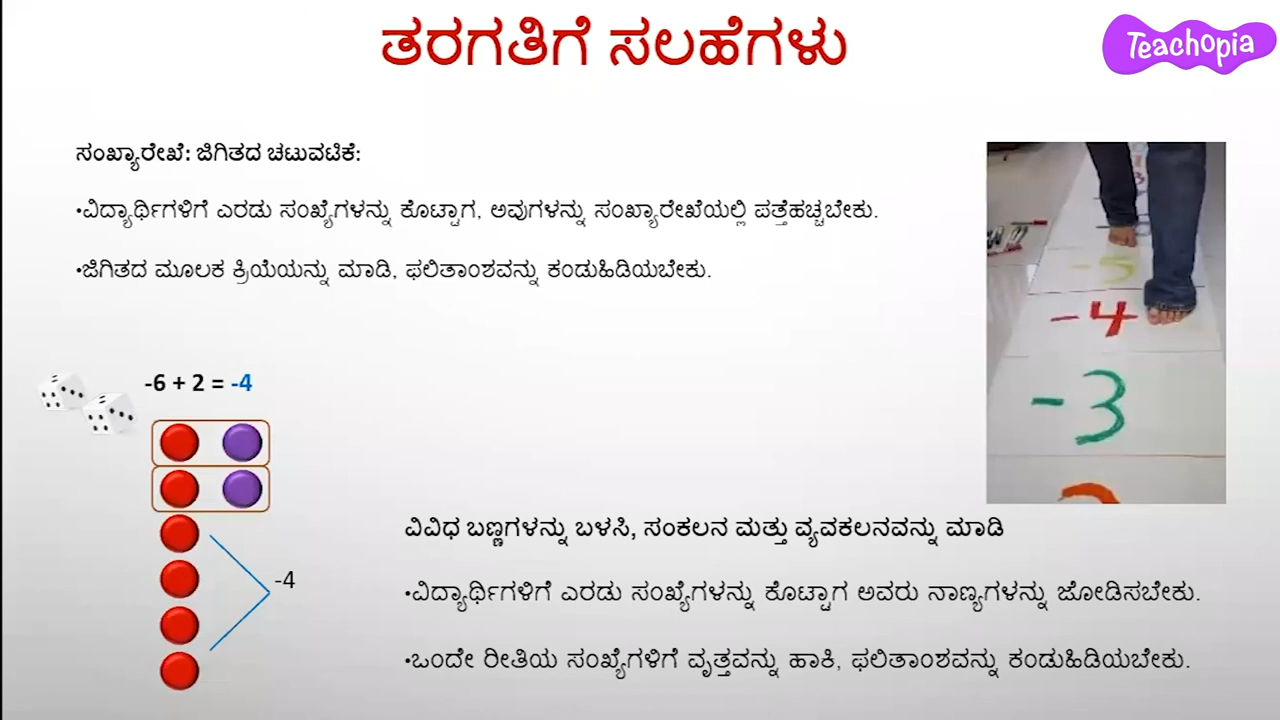 ತರಗತಿಗೆ ಸಲಹೆಗಳು
Teachopia
ಸಂಖ್ಯಾರೇಖೆ: ಜಿಗಿತದ ಚಟುವಟಿಕೆ:
•ವಿದ್ಯಾರ್ಥಿಗಳಿಗೆ ಎರಡು ಸಂಖ್ಯೆಗಳನ್ನು ಕೊಟ್ಟಾಗ, ಅವುಗಳನ್ನು ಸಂಖ್ಯಾರೇಖೆಯಲ್ಲಿ ಪತ್ತೆಹಚ್ಚಬೇಕು.
•ಜಿಗಿತದ ಮೂಲಕ ಕ್ರಿಯೆಯನ್ನು ಮಾಡಿ, ಫಲಿತಾಂಶವನ್ನು ಕಂಡುಹಿಡಿಯಬೇಕು.
-5
-4
-3
-6 + 2 = -4
-4
ವಿವಿಧ ಬಣ್ಣಗಳನ್ನು ಬಳಸಿ, ಸಂಕಲನ ಮತ್ತು ವ್ಯವಕಲನವನ್ನು ಮಾಡಿ
•ವಿದ್ಯಾರ್ಥಿಗಳಿಗೆ ಎರಡು ಸಂಖ್ಯೆಗಳನ್ನು ಕೊಟ್ಟಾಗ ಅವರು ನಾಣ್ಯಗಳನ್ನು ಜೋಡಿಸಬೇಕು.
•ಒಂದೇ ರೀತಿಯ ಸಂಖ್ಯೆಗಳಿಗೆ ವೃತ್ತವನ್ನು ಹಾಕಿ, ಫಲಿತಾಂಶವನ್ನು ಕಂಡುಹಿಡಿಯಬೇಕು.